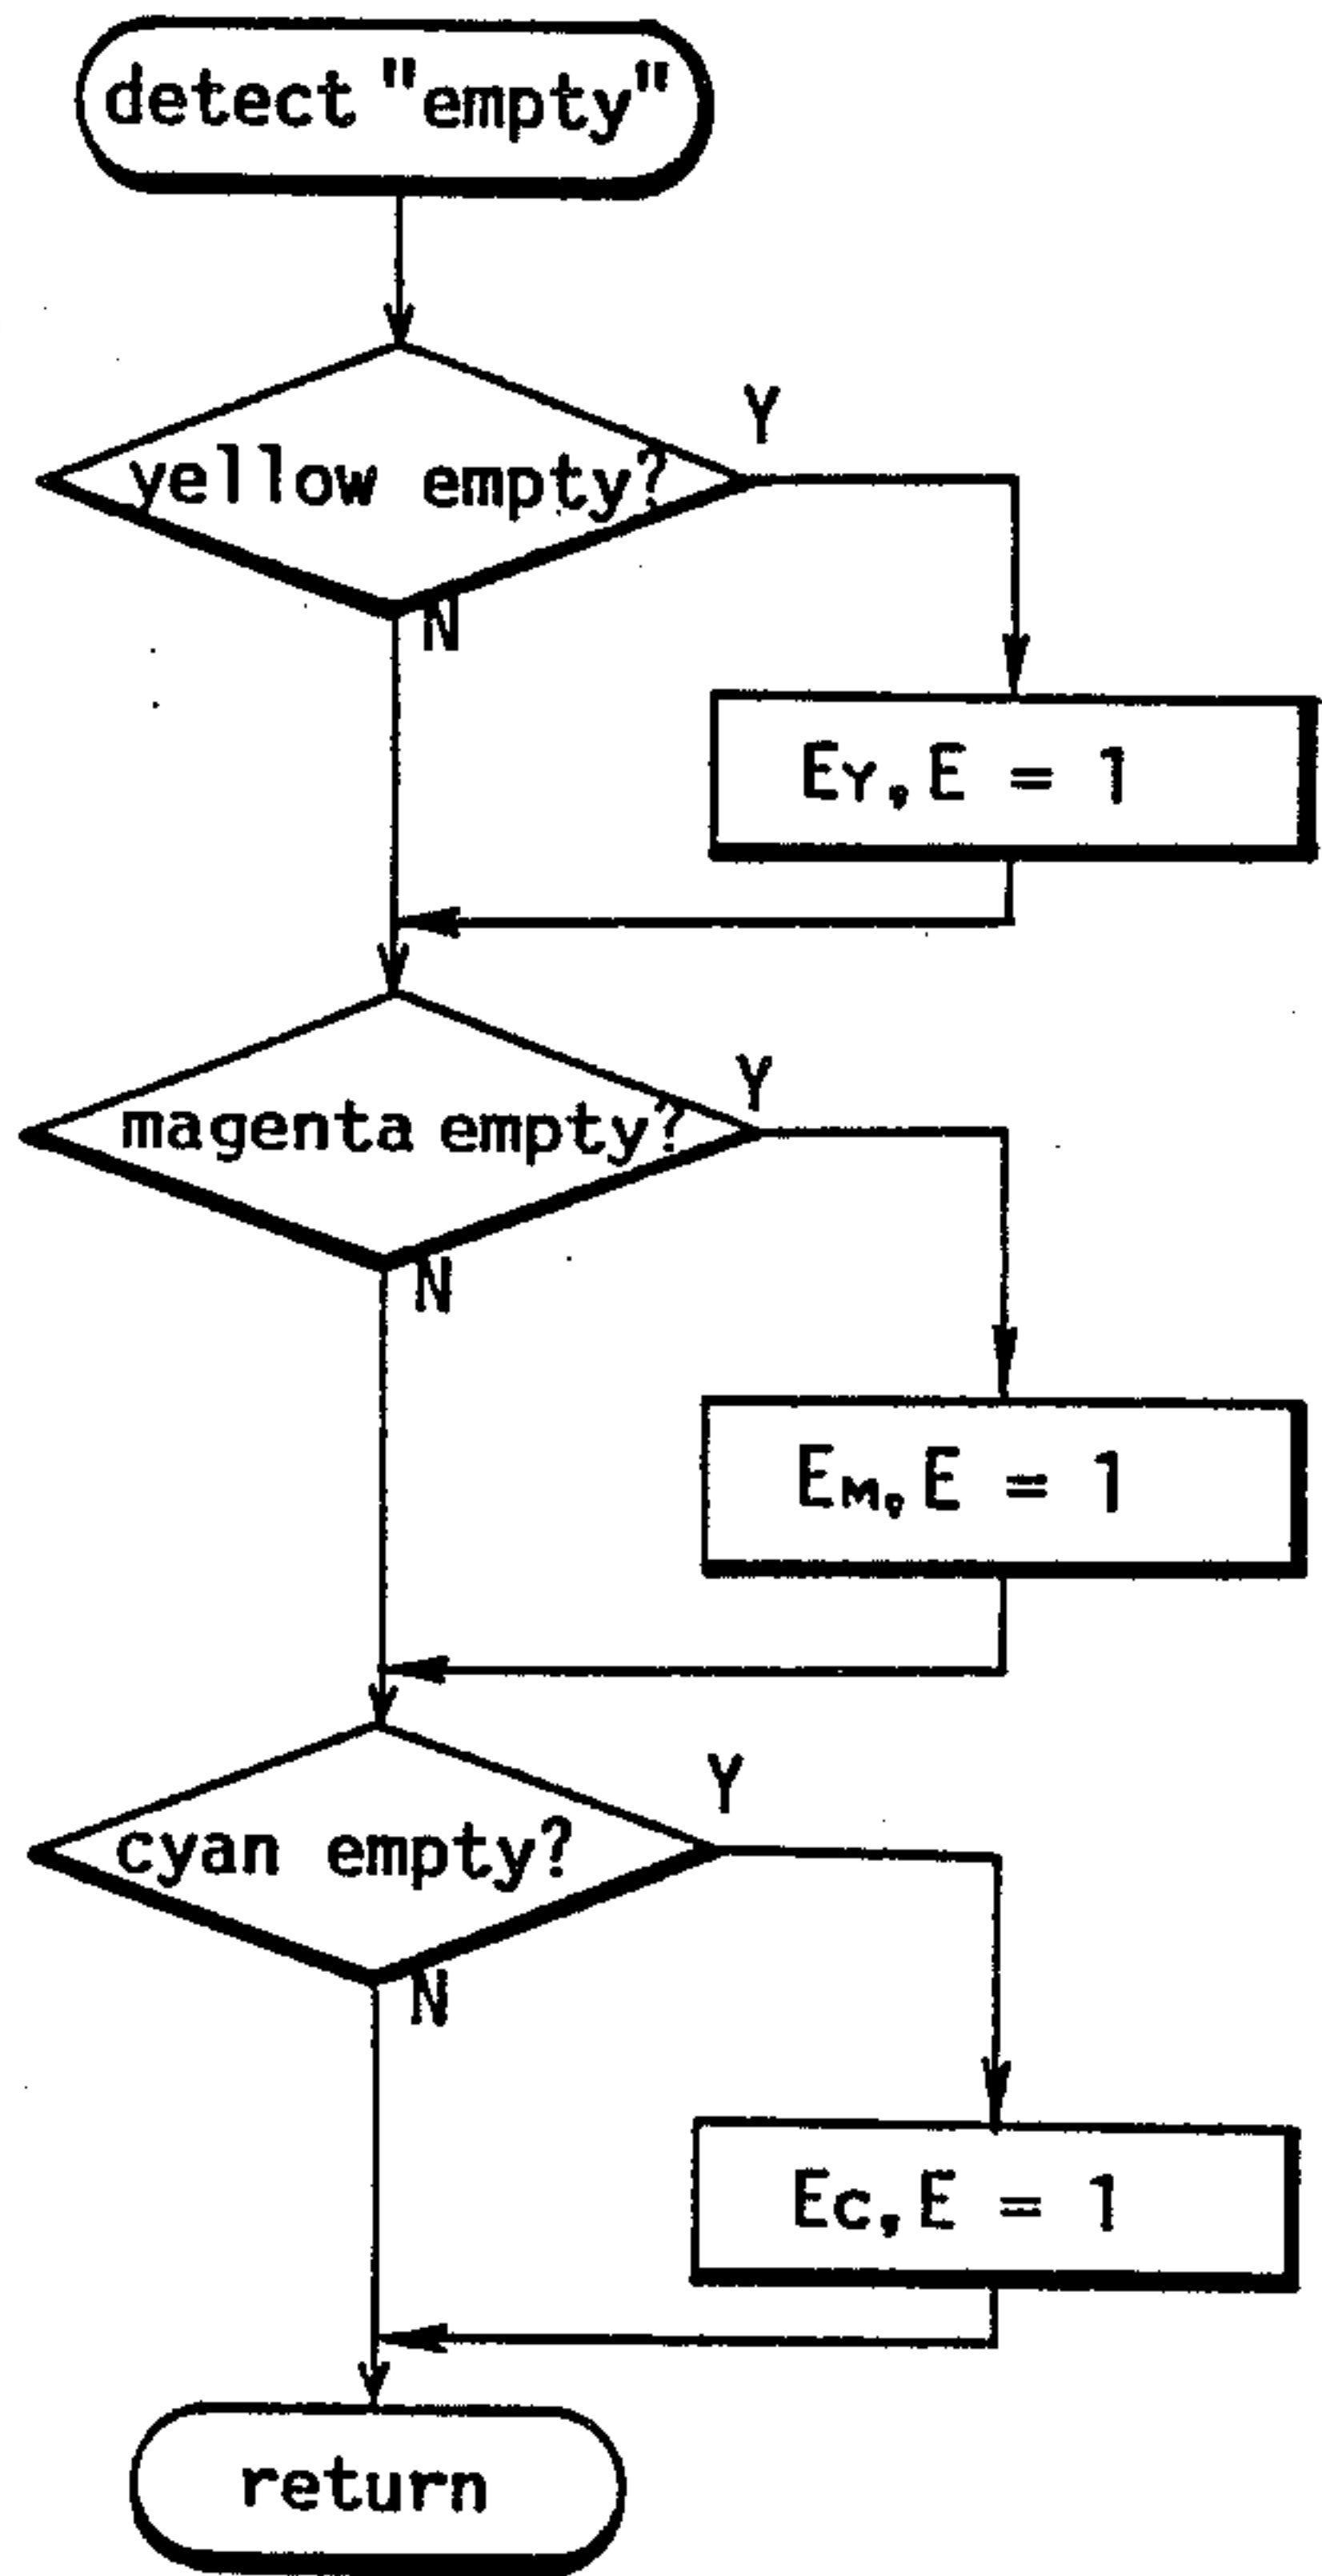 detect "empty"
yellow empty?
Y
N
EY,E = 1
magenta empty?
Y
N
EM,E = 1
cyan empty?
Y
N
EC,E = 1
return